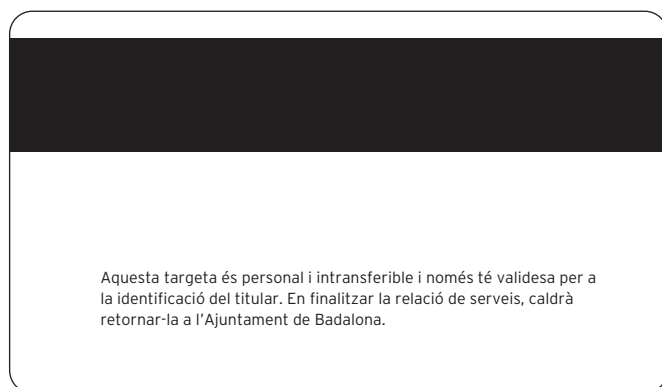 Aquesta targeta és personal i intransferible i només té validesa per a
la identificació del titular. En finalitzar la relació de serveis, caldrà
retornar-la a l'Ajuntament de Badalona.